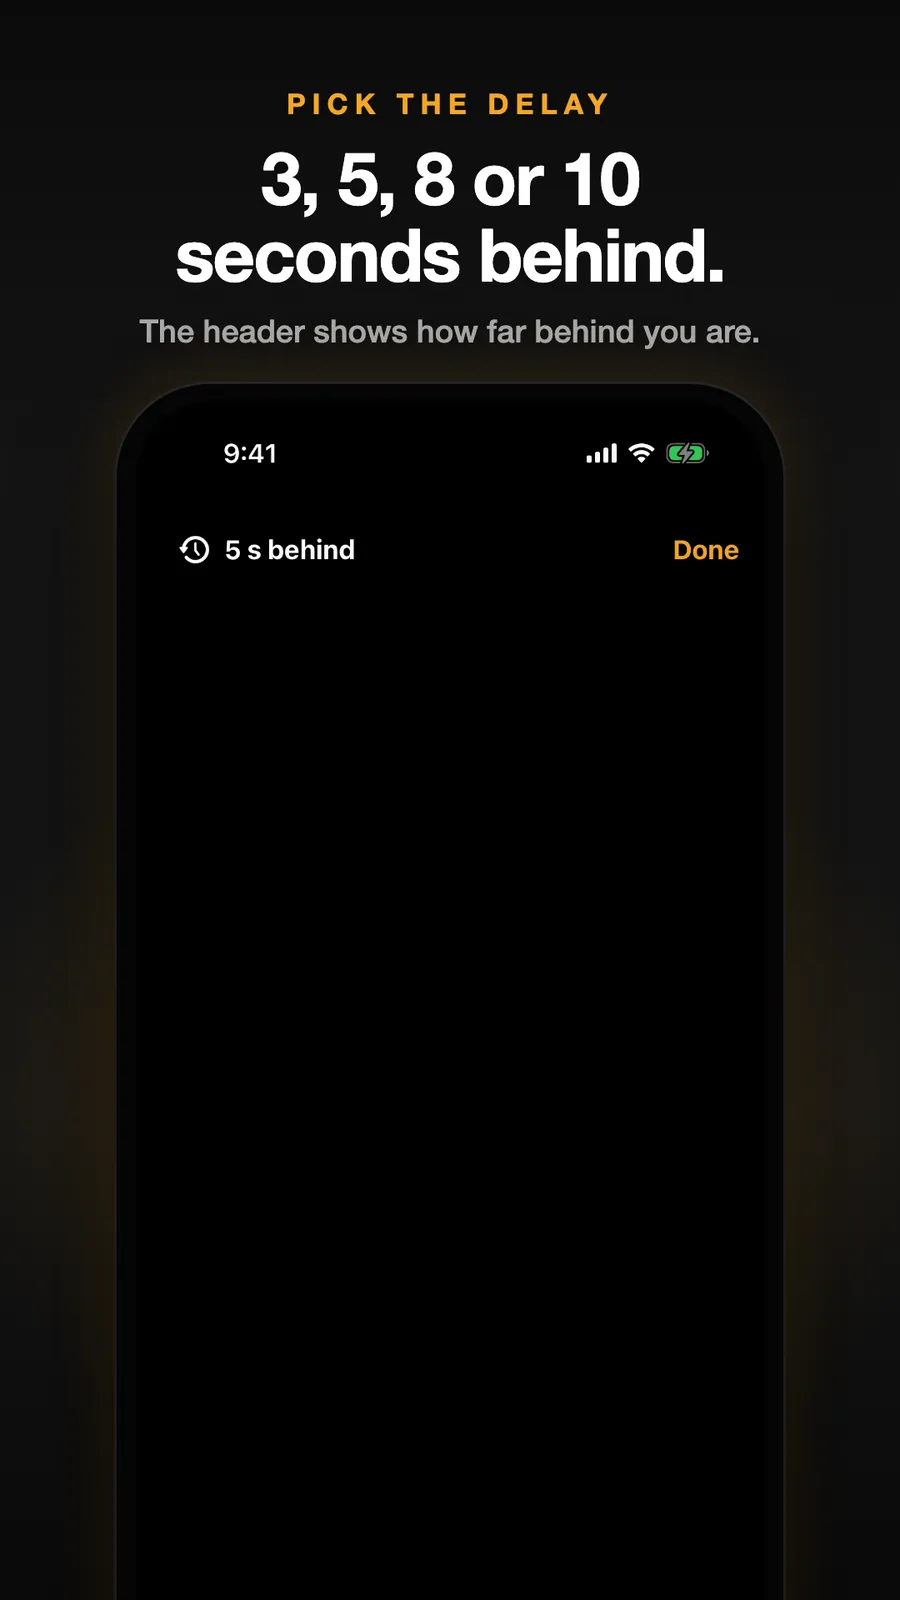 PICK THE DELAY
3, 5, 8 or 10
seconds behind.
The header shows how far behind you are.
9:41
5 s behind
Done